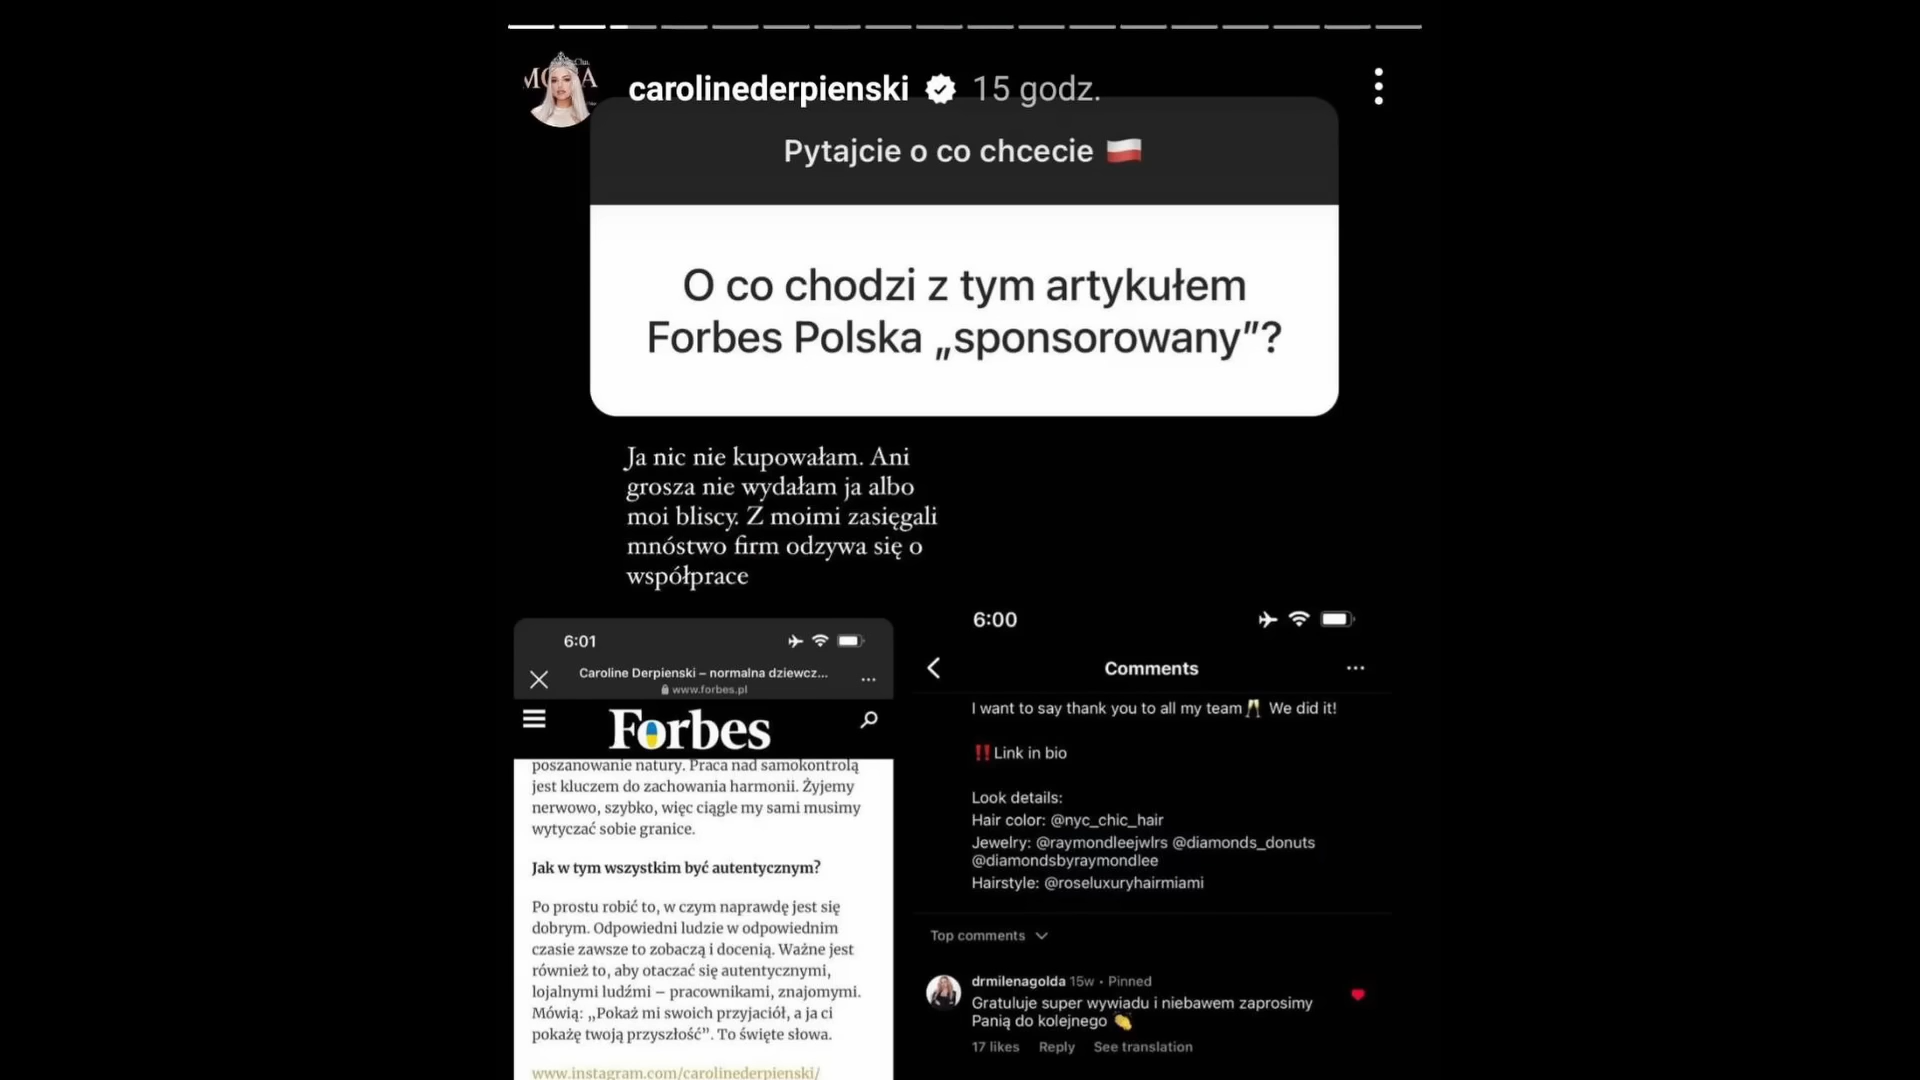 carolinederpienski 15 godz.
Pytajcie o co chcecie 🇵🇱
O co chodzi z tym artykułem
Forbes Polska „sponsorowany”?
Ja nic nie kupowałam. Ani
grosza nie wydałam ja albo
moi bliscy. Z moimi zasięgali
mnóstwo firm odzywa się o
współprace
6:01
Caroline Derpienski – normalna dziewcz...
www.forbes.pl
Forbes
poszanowanie natury. Praca nad samokontrolą
jest kluczem do zachowania harmonii. Żyjemy
nerwowo, szybko, więc ciągle my sami musimy
wytyczać sobie granice.
Jak w tym wszystkim być autentycznym?
Po prostu robić to, w czym naprawdę jest się
dobrym. Odpowiedni ludzie w odpowiednim
czasie zawsze to zobaczą i docenią. Ważne jest
również to, aby otaczać się autentycznymi,
lojalnymi ludźmi – pracownikami, znajomymi.
Mówią: „Pokaż mi swoich przyjaciół, a ja ci
pokażę twoją przyszłość”. To święte słowa.
www.instagram.com/carolinederpienski/
6:00
Comments
I want to say thank you to all my team🥂 We did it!
‼️Link in bio
Look details:
Hair color: @nyc_chic_hair
Jewelry: @raymondleejwlrs @diamonds_donuts
@diamondsbyraymondlee
Hairstyle: @roseluxuryhairmiami
Top comments
drmilenagolda 15w • Pinned
Gratuluje super wywiadu i niebawem zaprosimy
Panią do kolejnego 👏
17 likes Reply See translation